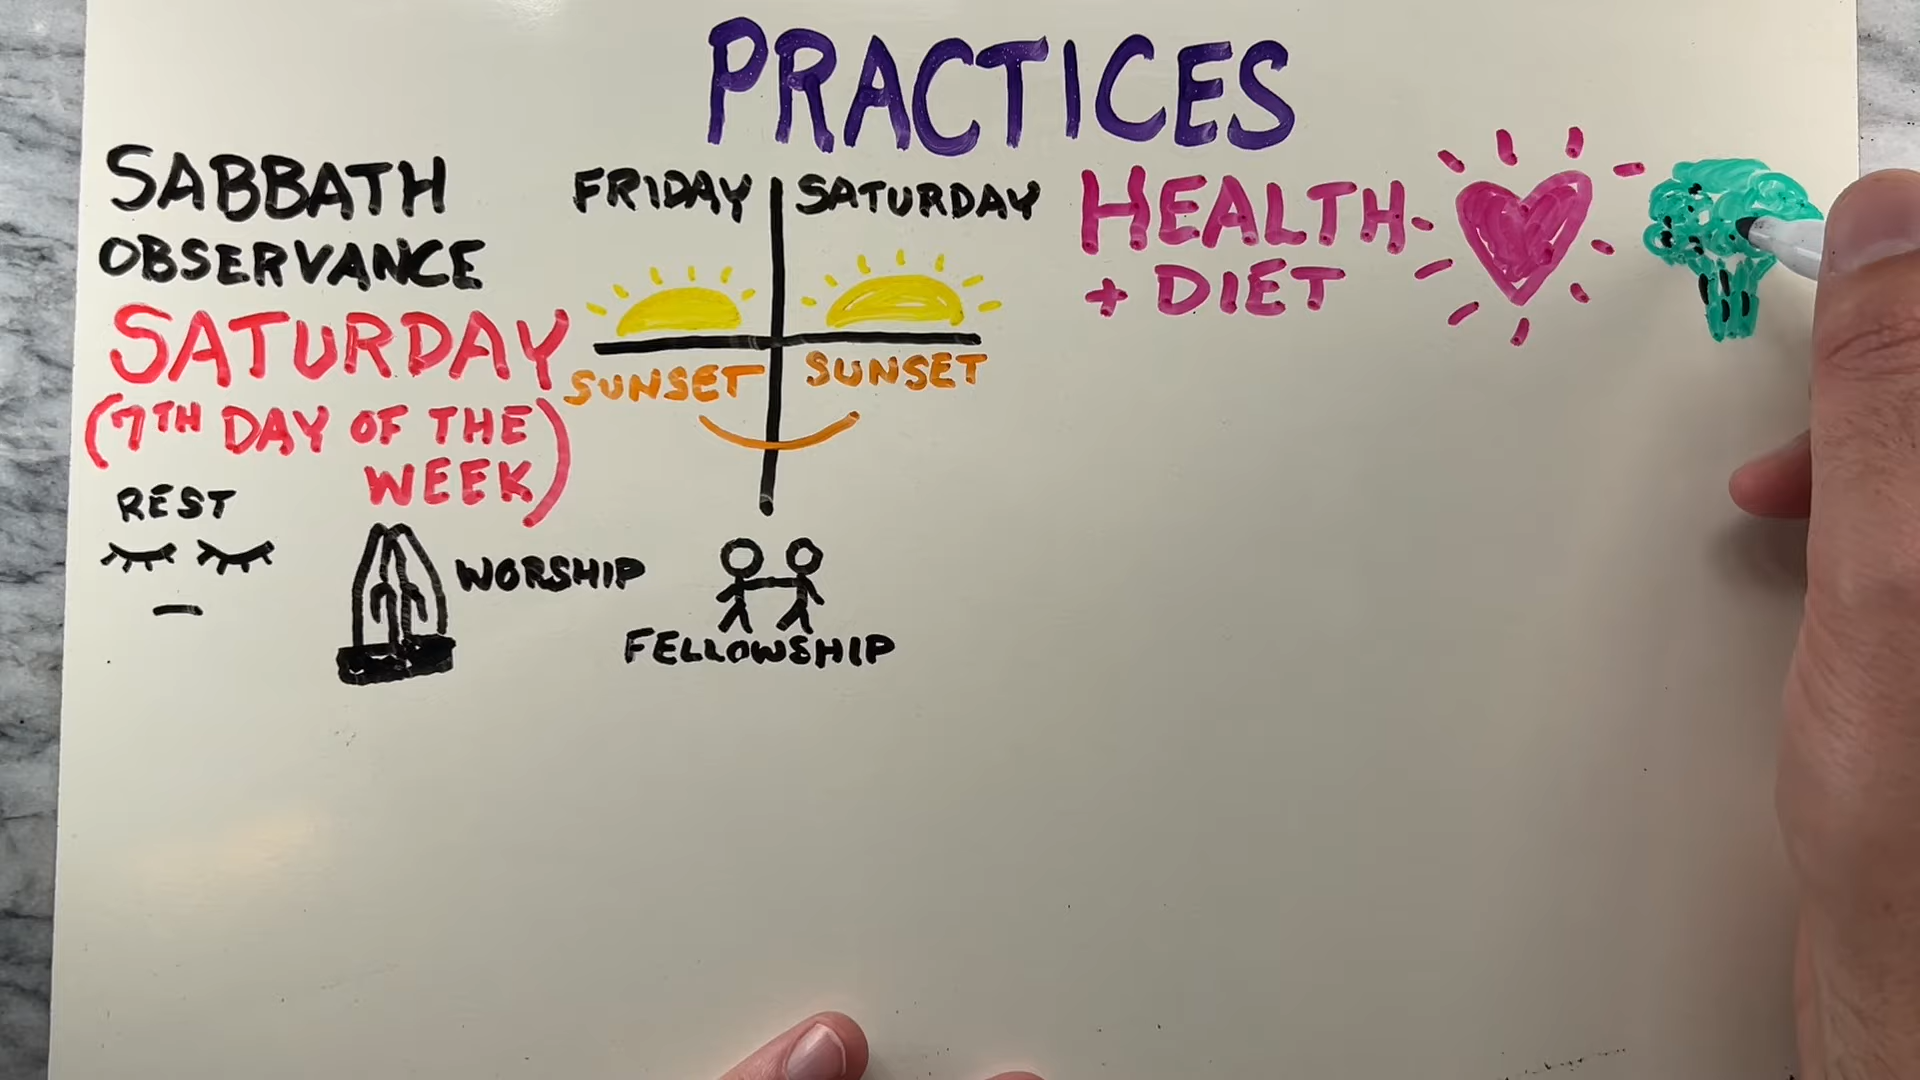 PRACTICES
SABBATH
OBSERVANCE
SATURDAY
(7TH DAY OF THE
WEEK)
REST
WORSHIP
FELLOWSHIP
FRIDAY
SATURDAY
SUNSET
SUNSET
HEALTH
+ DIET